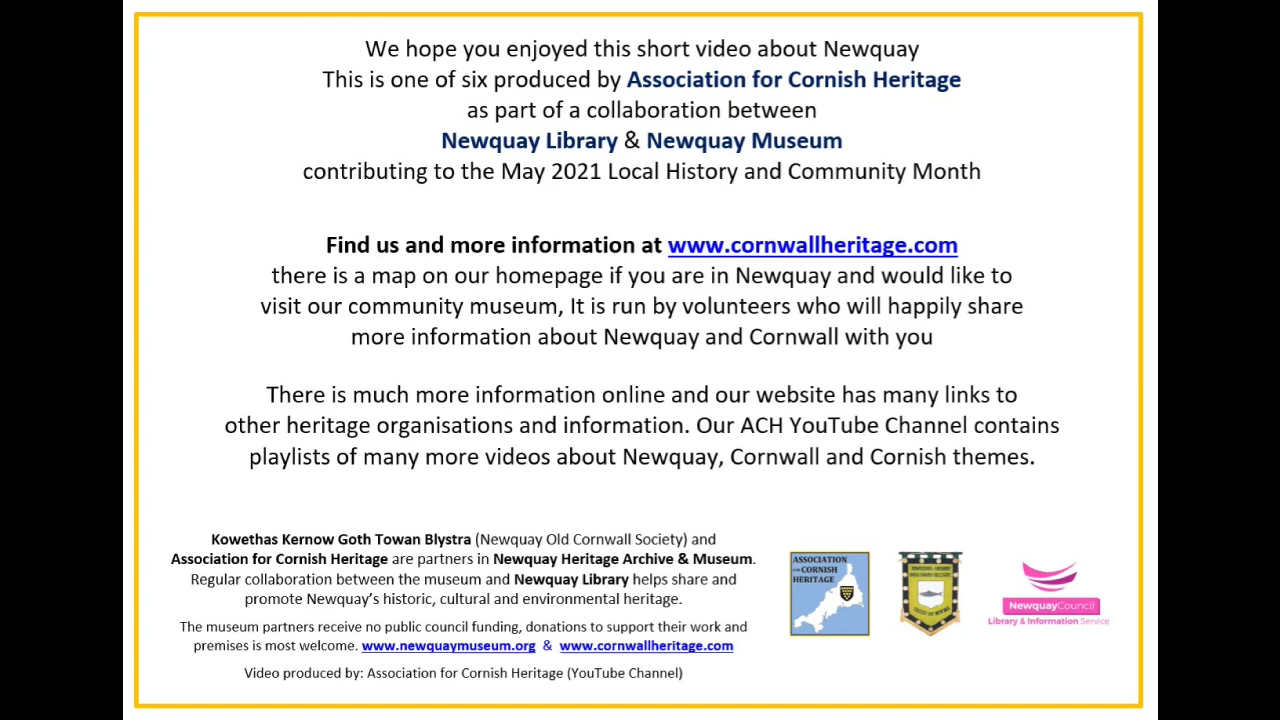 We hope you enjoyed this short video about Newquay
This is one of six produced by Association for Cornish Heritage
as part of a collaboration between
Newquay Library & Newquay Museum
contributing to the May 2021 Local History and Community Month
Find us and more information at www.cornwallheritage.com
there is a map on our homepage if you are in Newquay and would like to
visit our community museum, It is run by volunteers who will happily share
more information about Newquay and Cornwall with you
There is much more information online and our website has many links to
other heritage organisations and information. Our ACH YouTube Channel contains
playlists of many more videos about Newquay, Cornwall and Cornish themes.
Kowethas Kernow Goth Towan Blystra (Newquay Old Cornwall Society) and
Association for Cornish Heritage are partners in Newquay Heritage Archive & Museum.
Regular collaboration between the museum and Newquay Library helps share and
promote Newquay's historic, cultural and environmental heritage.
The museum partners receive no public council funding, donations to support their work and
premises is most welcome. www.newquaymuseum.org & www.cornwallheritage.com
Video produced by: Association for Cornish Heritage (YouTube Channel)
ASSOCIATION
FOR CORNISH
HERITAGE
NewquayCouncil
Library & Information Service